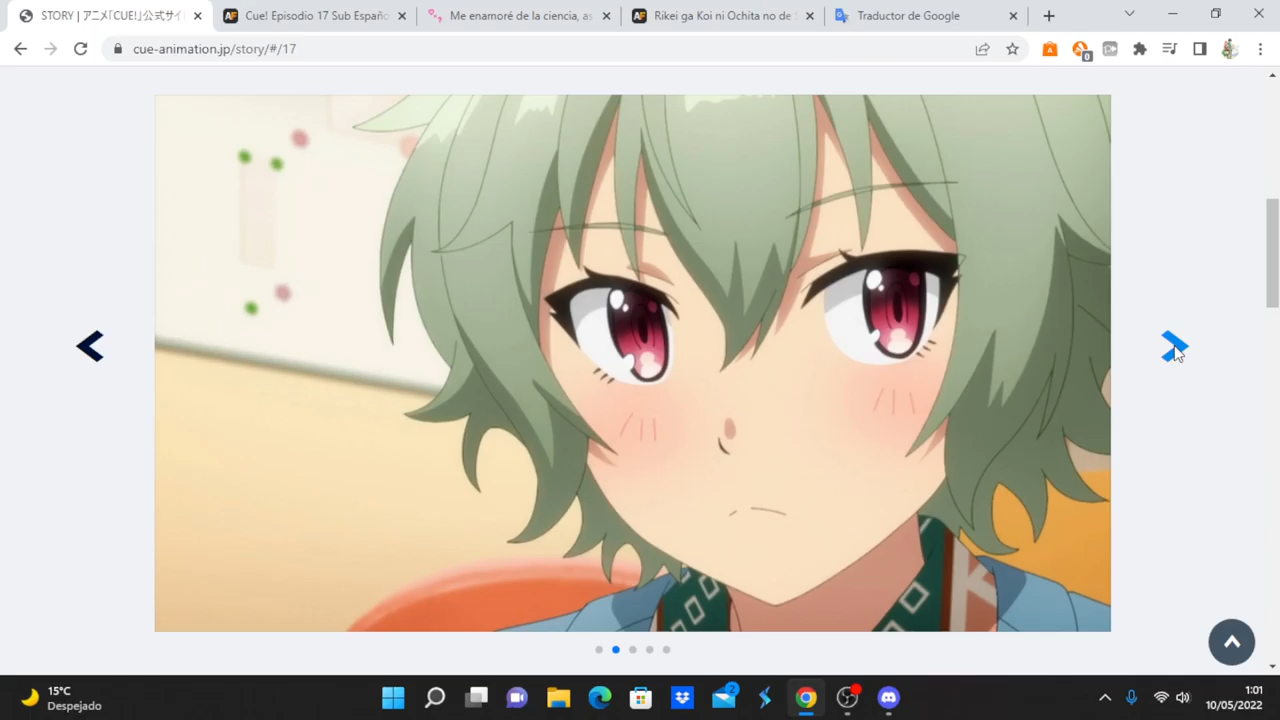 STORY | アニメ「CUE!」公式サイ
Cue! Episodio 17 Sub Españo
Me enamoré de la ciencia, as
Rikei ga Koi ni Ochita no de
Traductor de Google
cue-animation.jp/story/#/17
0
15°C
Despejado
2
1:01
10/05/2022